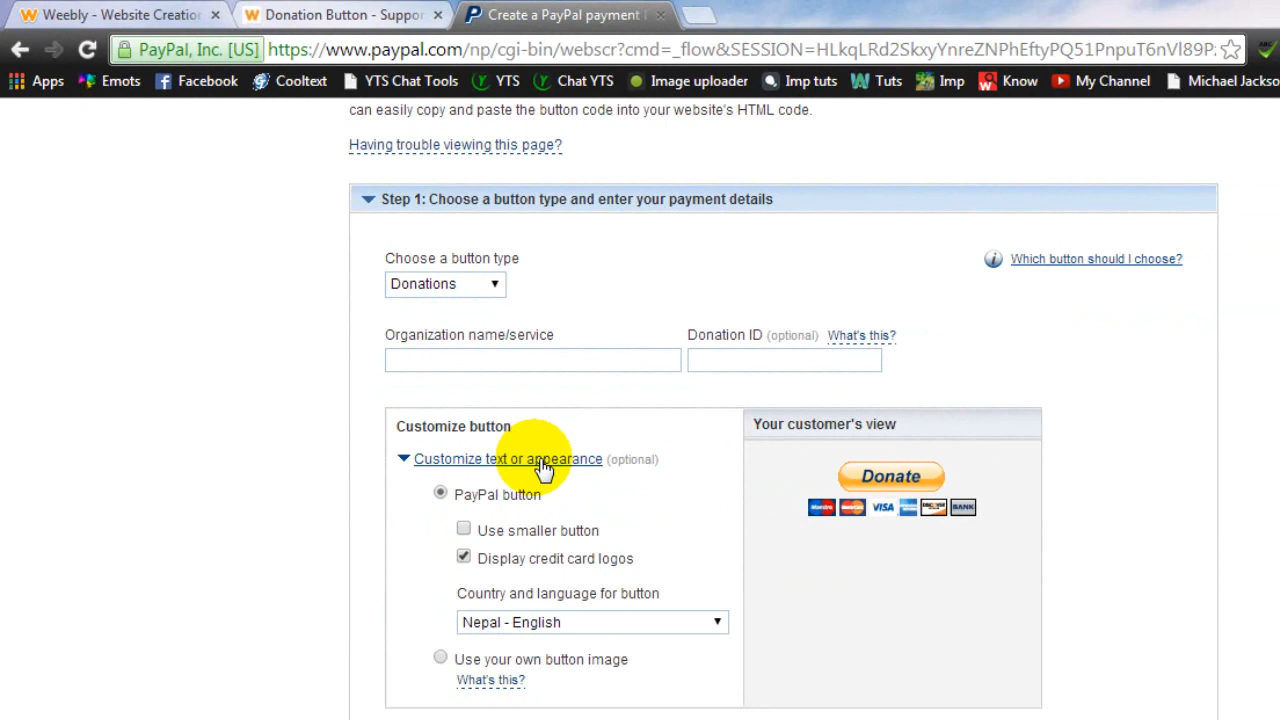 Weebly - Website Creation
Donation Button - Suppor
Create a PayPal payment
PayPal, Inc. [US] https://www.paypal.com/np/cgi-bin/webscr?cmd=_flow&SESSION=HLkqLRd2SkxyYnreZNPhEftyPQ51PnpuT6nVl89P
Apps Emots Facebook Cooltext YTS Chat Tools YTS Chat YTS Image uploader Imp tuts Tuts Imp Know My Channel Michael Jackso
can easily copy and paste the button code into your website's HTML code.
Having trouble viewing this page?
Step 1: Choose a button type and enter your payment details
Choose a button type
Which button should I choose?
Donations
Organization name/service
Donation ID (optional) What's this?
Customize button
Your customer's view
Customize text or appearance (optional)
Donate
PayPal button
Maestro MasterCard VISA BANK
Use smaller button
Display credit card logos
Country and language for button
Nepal - English
Use your own button image
What's this?